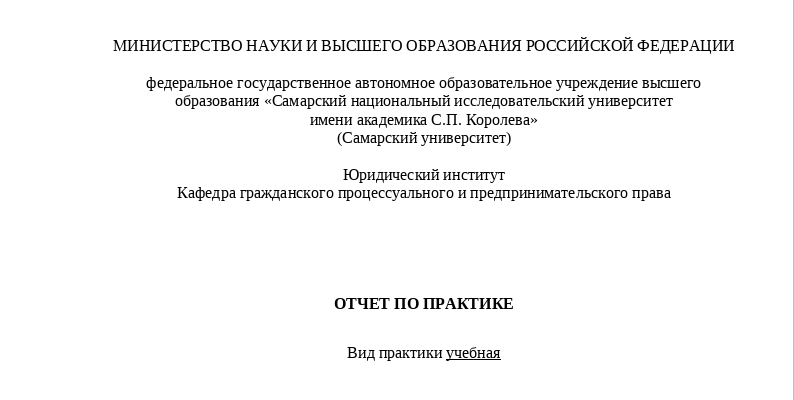 МИНИСТЕРСТВО НАУКИ И ВЫСШЕГО ОБРАЗОВАНИЯ РОССИЙСКОЙ ФЕДЕРАЦИИ
федеральное государственное автономное образовательное учреждение высшего
образования «Самарский национальный исследовательский университет
имени академика С.П. Королева»
(Самарский университет)
Юридический институт
Кафедра гражданского процессуального и предпринимательского права
ОТЧЕТ ПО ПРАКТИКЕ
Вид практики учебная